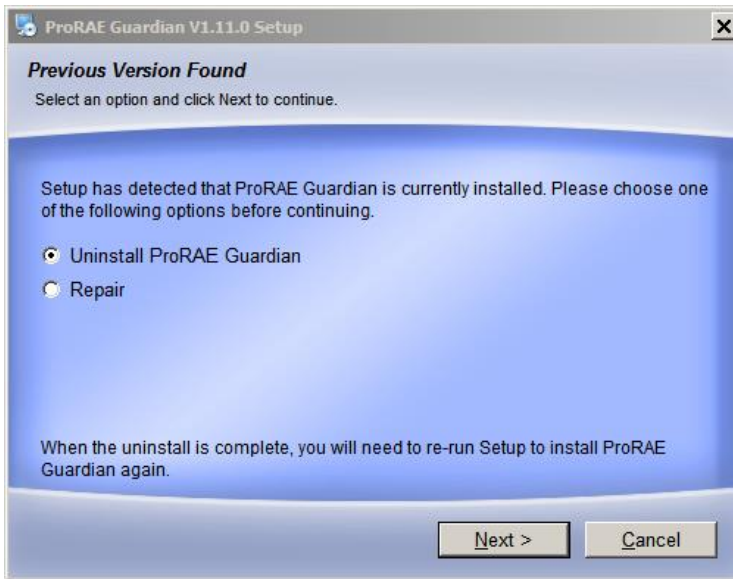 ProRAE Guardian V1.11.0 Setup
Previous Version Found
Select an option and click Next to continue.
Setup has detected that ProRAE Guardian is currently installed. Please choose one
of the following options before continuing.
Uninstall ProRAE Guardian
Repair
When the uninstall is complete, you will need to re-run Setup to install ProRAE
Guardian again.
Next >
Cancel